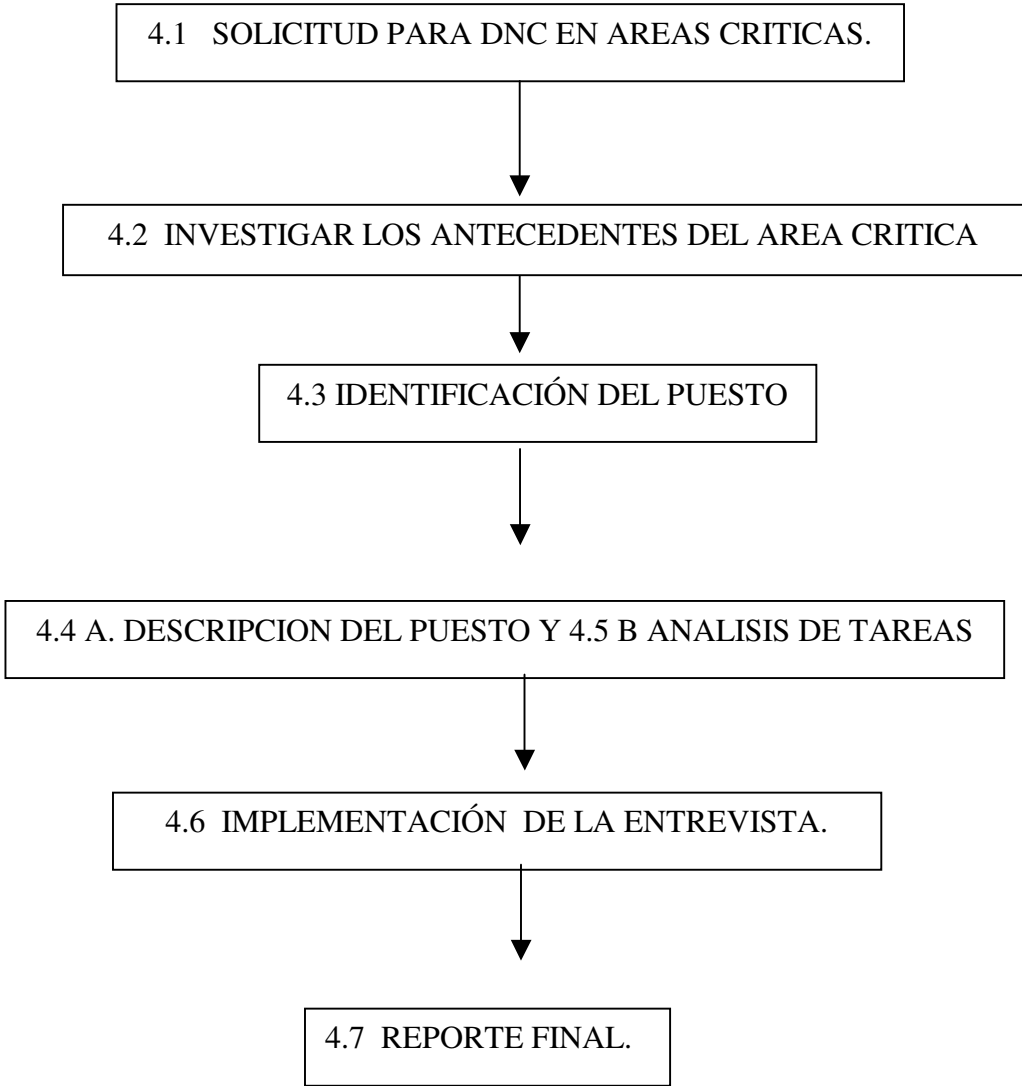 4.1 SOLICITUD PARA DNC EN AREAS CRITICAS.
4.2 INVESTIGAR LOS ANTECEDENTES DEL AREA CRITICA
4.3 IDENTIFICACIÓN DEL PUESTO
4.4 A. DESCRIPCION DEL PUESTO Y 4.5 B ANALISIS DE TAREAS
4.6 IMPLEMENTACIÓN DE LA ENTREVISTA.
4.7 REPORTE FINAL.